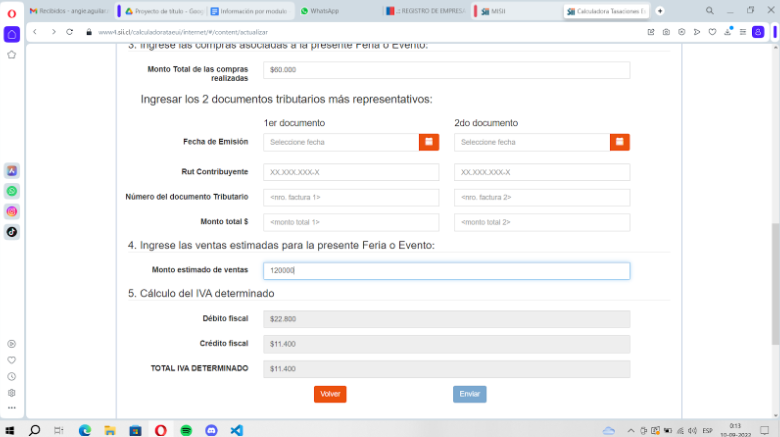 Recibidos - angie.aguilar.
Proyecto de título - Goog
Información por modulo
WhatsApp
.:: REGISTRO DE EMPRESA
MISII
Calculadora Tasaciones E
www4.sii.cl/calculadorataeui/internet/#/content/actualizar
3. Ingrese las compras asociadas a la presente Feria o Evento:
Monto Total de las compras realizadas
$60.000
Ingresar los 2 documentos tributarios más representativos:
1er documento
2do documento
Fecha de Emisión
Seleccione fecha
Seleccione fecha
Rut Contribuyente
XX.XXX.XXX-X
XX.XXX.XXX-X
Número del documento Tributario
<nro. factura 1>
<nro. factura 2>
Monto total $
<monto total 1>
<monto total 2>
4. Ingrese las ventas estimadas para la presente Feria o Evento:
Monto estimado de ventas
120000
5. Cálculo del IVA determinado
Débito fiscal
$22.800
Crédito fiscal
$11.400
TOTAL IVA DETERMINADO
$11.400
Volver
Enviar
ESP
0:13
10-09-2022